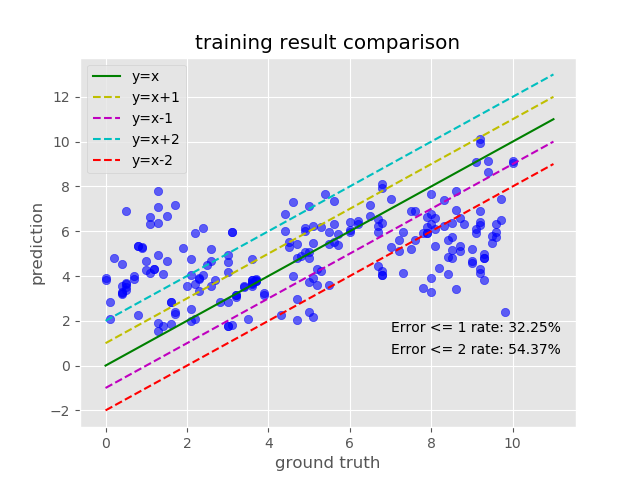 training result comparison
y=x
y=x+1
y=x-1
y=x+2
y=x-2
12
10
8
6
4
2
0
−2
prediction
Error <= 1 rate: 32.25%
Error <= 2 rate: 54.37%
0 2 4 6 8 10
ground truth